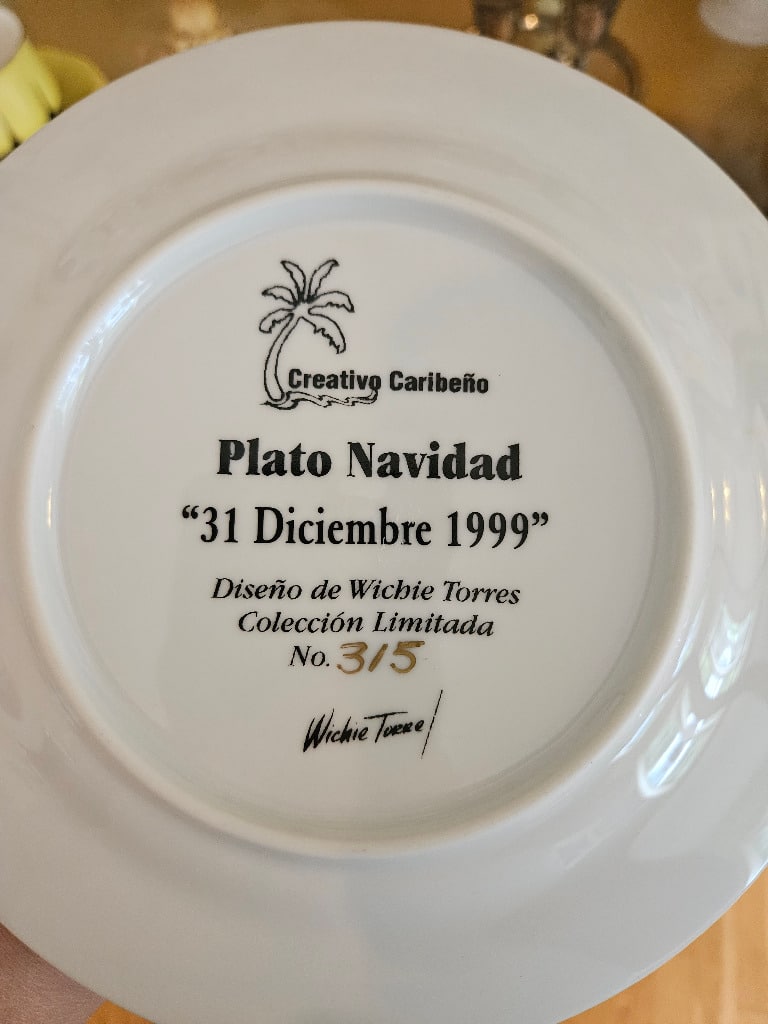 Creativo Caribeño
Plato Navidad
“31 Diciembre 1999”
Diseño de Wichie Torres
Colección Limitada
No. 315
Wichie Torres